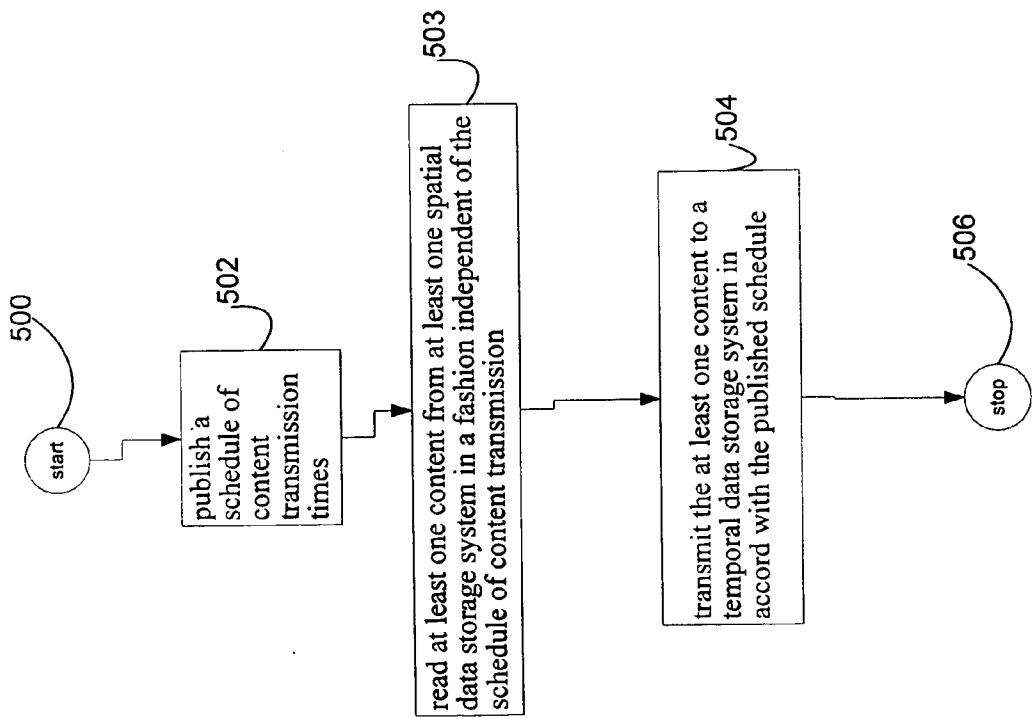 500
start
502
publish a
schedule of
content
transmission
times
503
read at least one content from at least one spatial
data storage system in a fashion independent of the
schedule of content transmission
504
transmit the at least one content to a
temporal data storage system in
accord with the published schedule
506
stop